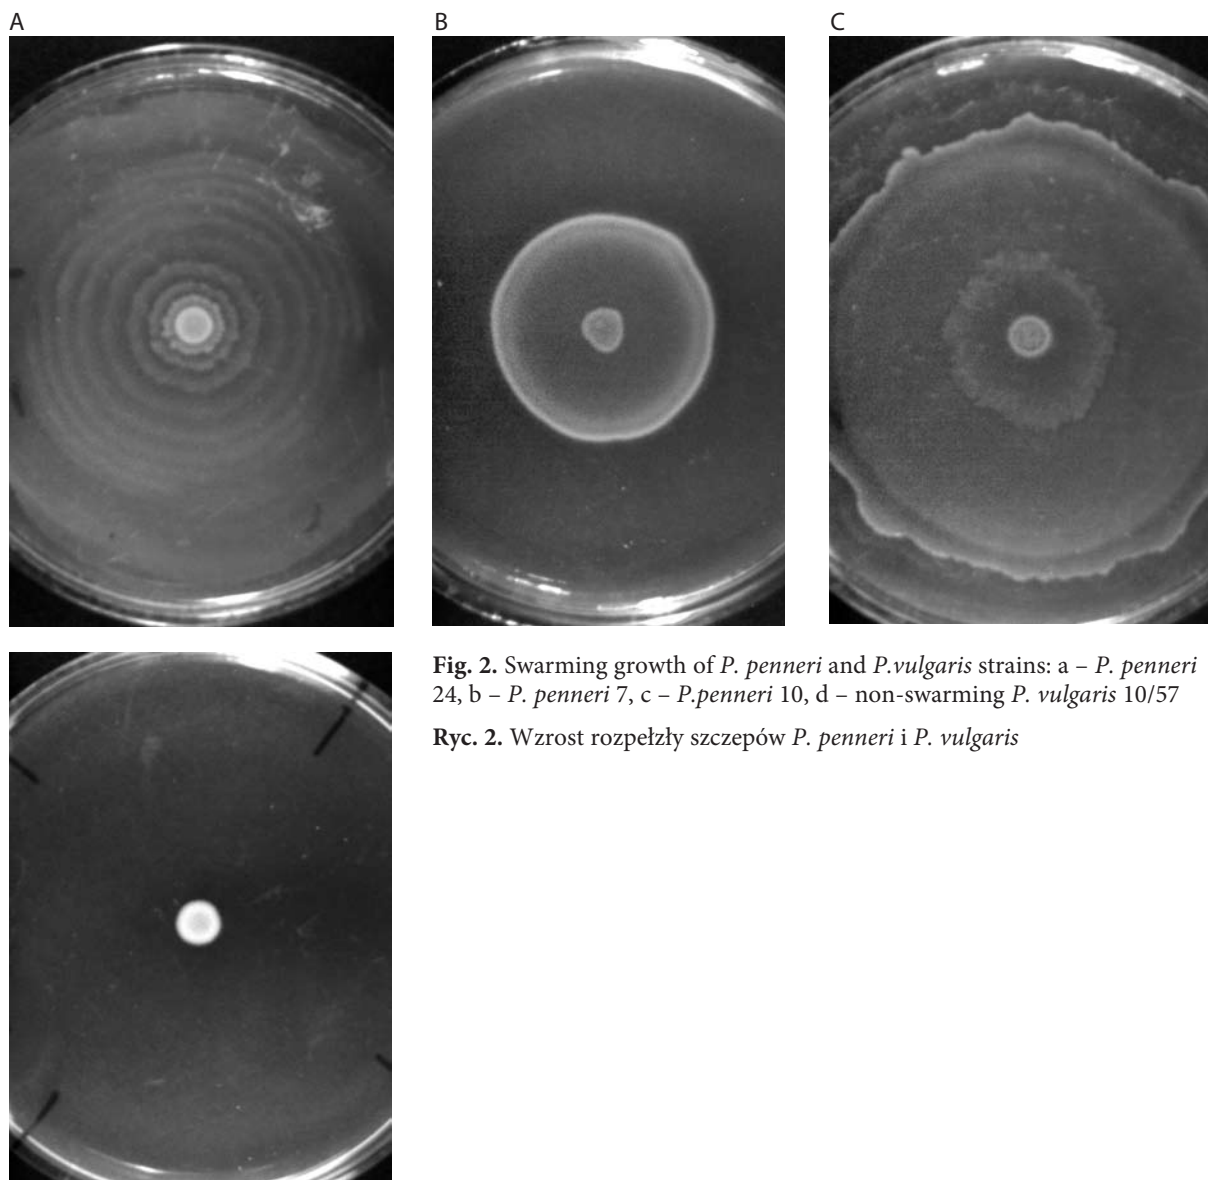 A
B
C
Fig. 2. Swarming growth of P. penneri and P.vulgaris strains: a – P. penneri
24, b – P. penneri 7, c – P.penneri 10, d – non-swarming P. vulgaris 10/57
Ryc. 2. Wzrost rozpełzły szczepów P. penneri i P. vulgaris